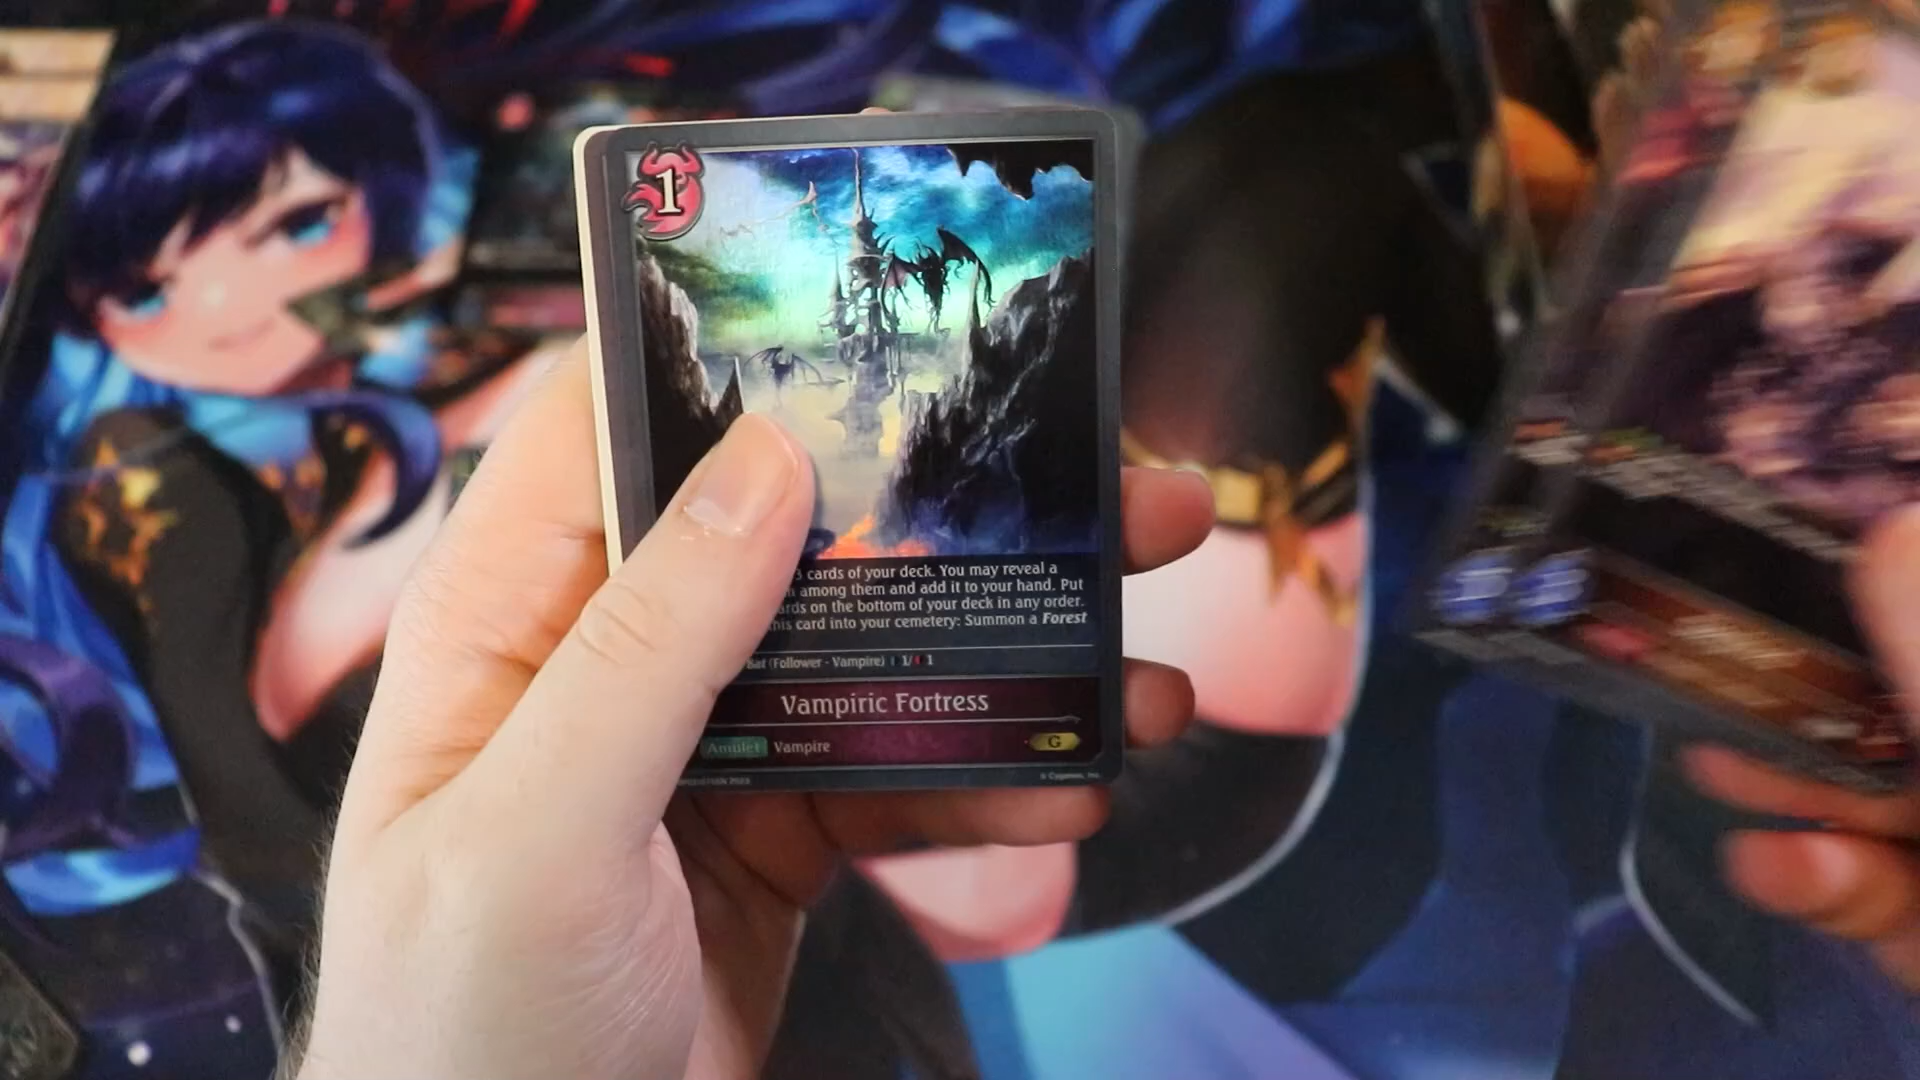 1
3 cards of your deck. You may reveal a
among them and add it to your hand. Put
on the bottom of your deck in any order.
this card into your cemetery: Summon a Forest
Bat (Follower - Vampire) 1/1
Vampiric Fortress
Amulet Vampire G
© Cygames, Inc.